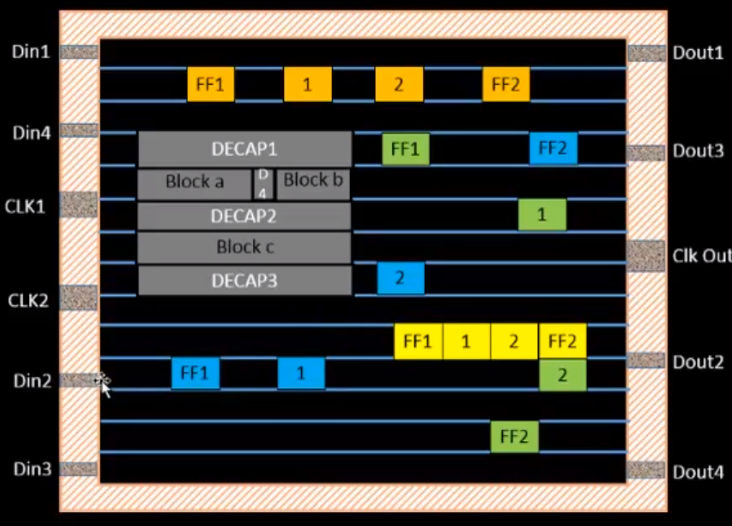 Din1
Dout1
FF1 1 2 FF2
Din4
DECAP1
FF1
FF2
Dout3
Block a
D
4
Block b
CLK1
DECAP2
1
Block c
Clk Out
DECAP3
2
CLK2
FF1 1 2 FF2
Dout2
Din2
FF1
1
2
FF2
Din3
Dout4